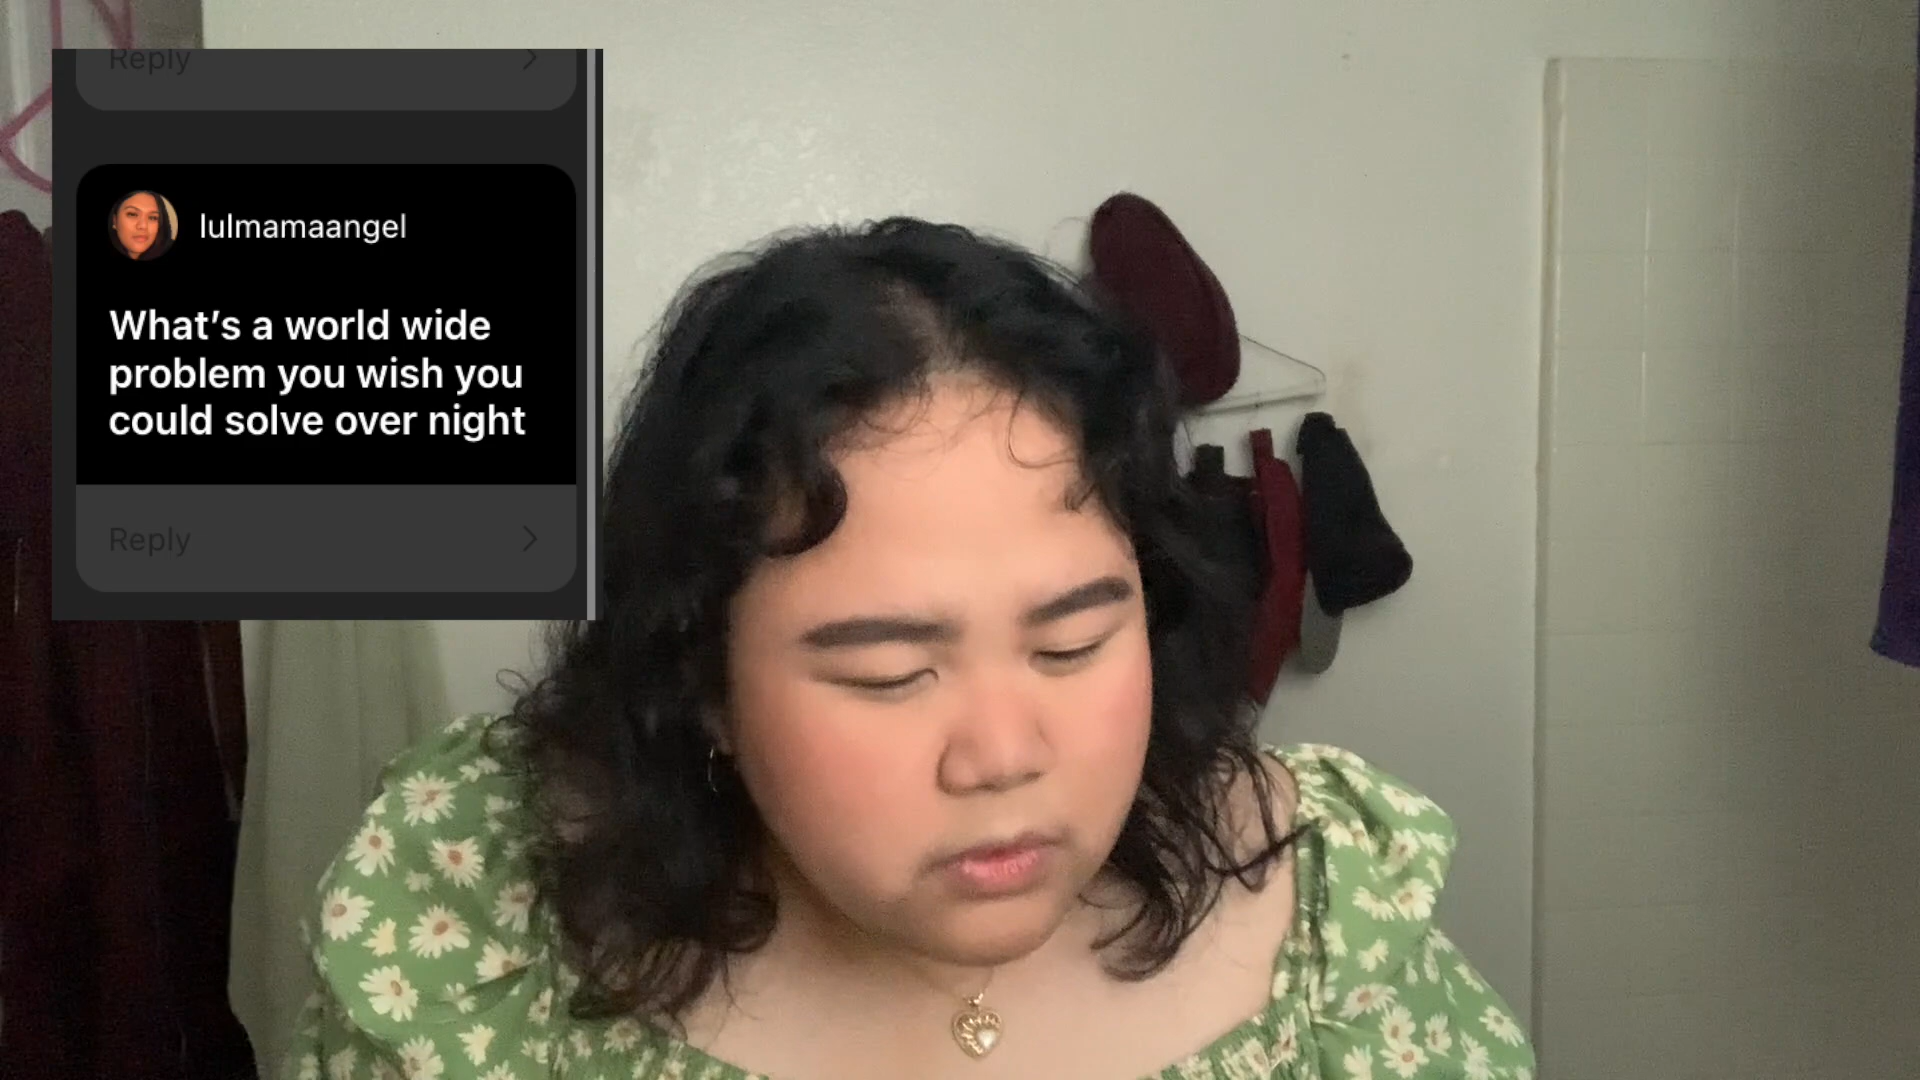 Reply
lulmamaangel
What's a world wide
problem you wish you
could solve over night
Reply